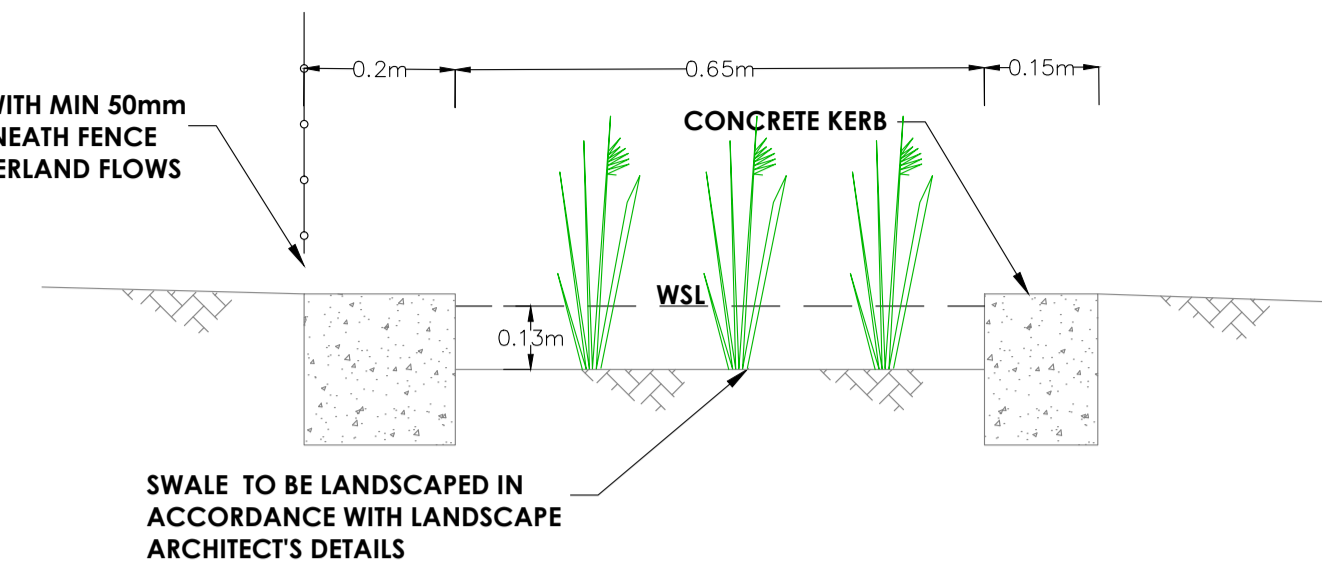 0.2m
0.65m
0.15m
WITH MIN 50mm
NEATH FENCE
ERLAND FLOWS
CONCRETE KERB
WSL
0.13m
SWALE TO BE LANDSCAPED IN
ACCORDANCE WITH LANDSCAPE
ARCHITECT'S DETAILS